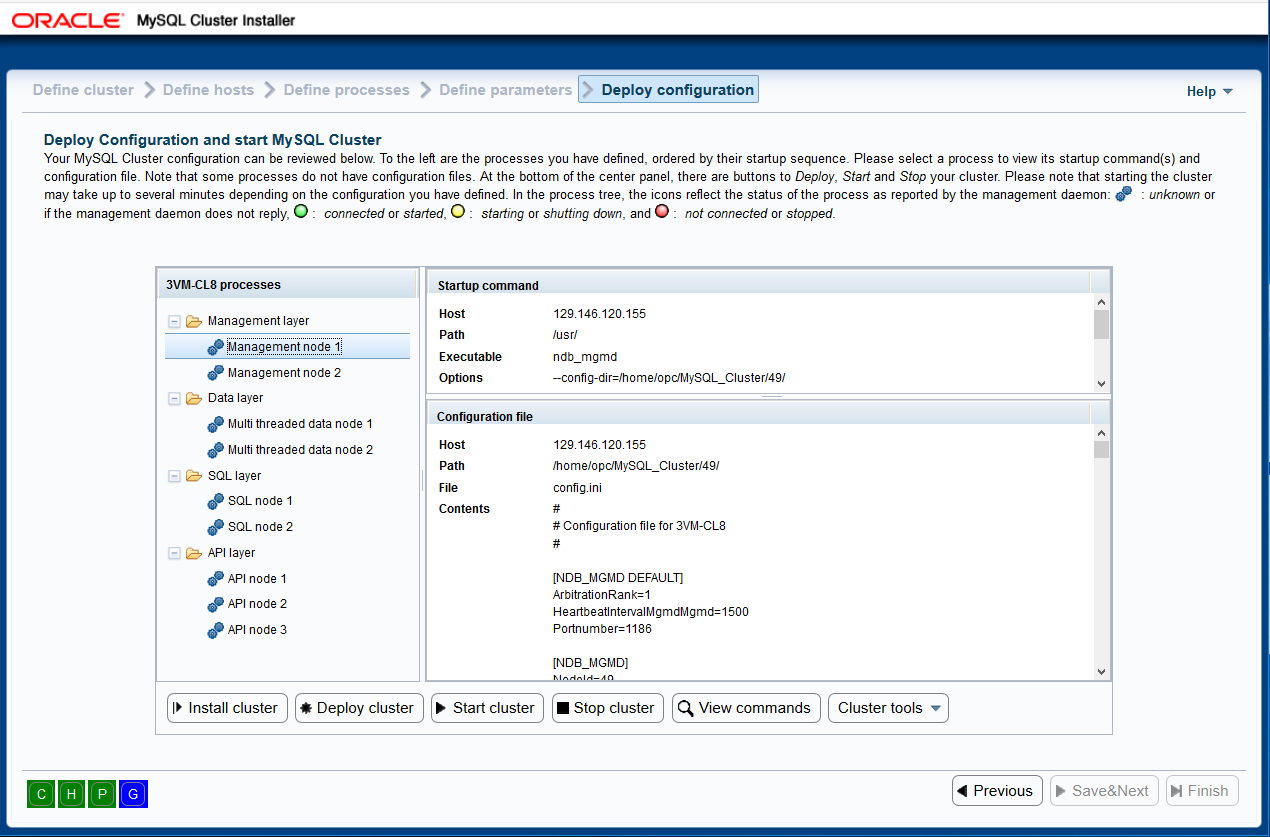 ORACLE MySQL Cluster Installer
Define cluster Define hosts Define processes Define parameters Deploy configuration Help
Deploy Configuration and start MySQL Cluster
Your MySQL Cluster configuration can be reviewed below. To the left are the processes you have defined, ordered by their startup sequence. Please select a process to view its startup command(s) and
configuration file. Note that some processes do not have configuration files. At the bottom of the center panel, there are buttons to Deploy, Start and Stop your cluster. Please note that starting the cluster
may take up to several minutes depending on the configuration you have defined. In the process tree, the icons reflect the status of the process as reported by the management daemon: : unknown or
if the management daemon does not reply, : connected or started, : starting or shutting down, and : not connected or stopped.
3VM-CL8 processes
Management layer
Management node 1
Management node 2
Data layer
Multi threaded data node 1
Multi threaded data node 2
SQL layer
SQL node 1
SQL node 2
API layer
API node 1
API node 2
API node 3
Startup command
Host 129.146.120.155
Path /usr/
Executable ndb_mgmd
Options --config-dir=/home/opc/MySQL_Cluster/49/
Configuration file
Host 129.146.120.155
Path /home/opc/MySQL_Cluster/49/
File config.ini
Contents #
# Configuration file for 3VM-CL8
#
[NDB_MGMD DEFAULT]
ArbitrationRank=1
HeartbeatIntervalMgmdMgmd=1500
Portnumber=1186
[NDB_MGMD]
NodeId=49
Install cluster Deploy cluster Start cluster Stop cluster View commands Cluster tools
C H P G
Previous Save&Next Finish